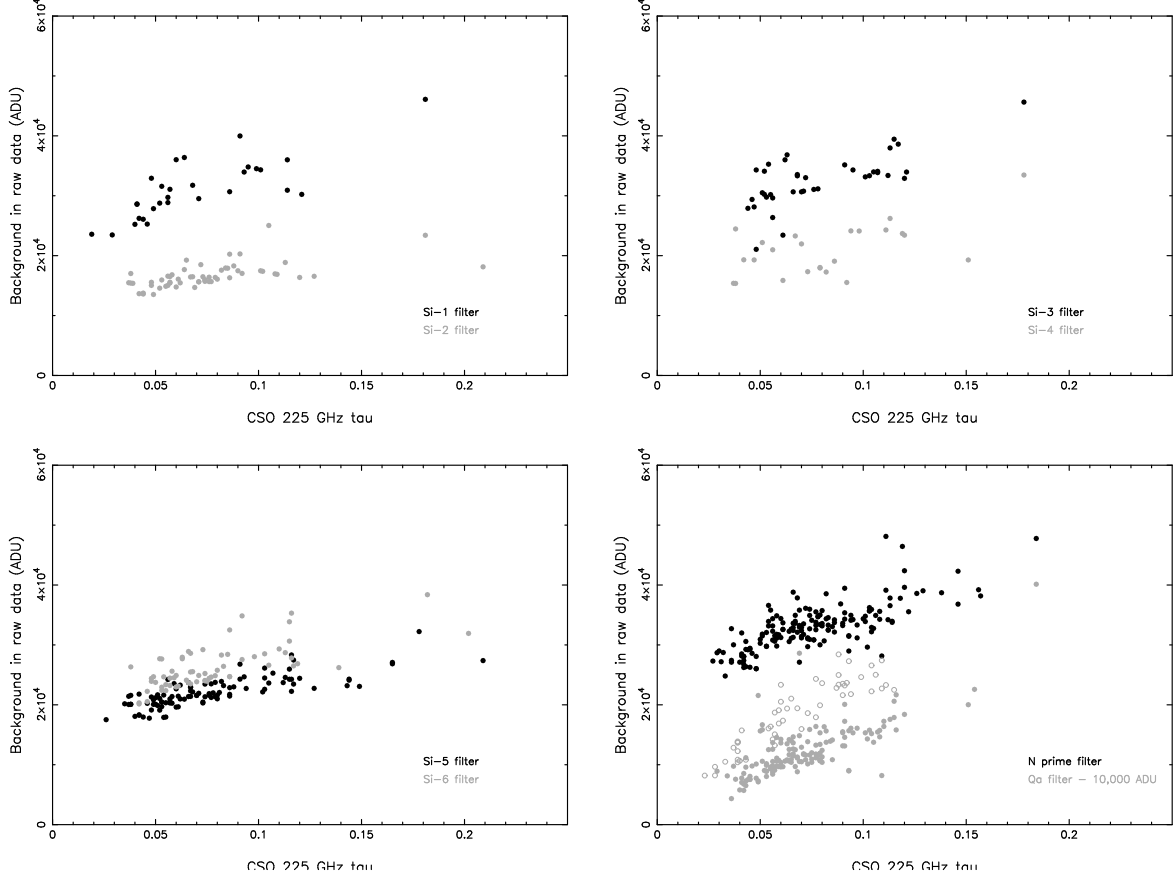 6×10⁴
4×10⁴
2×10⁴
0
Background in raw data (ADU)
Si−1 filter
Si−2 filter
0 0.05 0.1 0.15 0.2
CSO 225 GHz tau
6×10⁴
4×10⁴
2×10⁴
0
Background in raw data (ADU)
Si−3 filter
Si−4 filter
0 0.05 0.1 0.15 0.2
CSO 225 GHz tau
6×10⁴
4×10⁴
2×10⁴
0
Background in raw data (ADU)
Si−5 filter
Si−6 filter
0 0.05 0.1 0.15 0.2
CSO 225 GHz tau
6×10⁴
4×10⁴
2×10⁴
0
Background in raw data (ADU)
N prime filter
Qa filter − 10,000 ADU
0 0.05 0.1 0.15 0.2
CSO 225 GHz tau